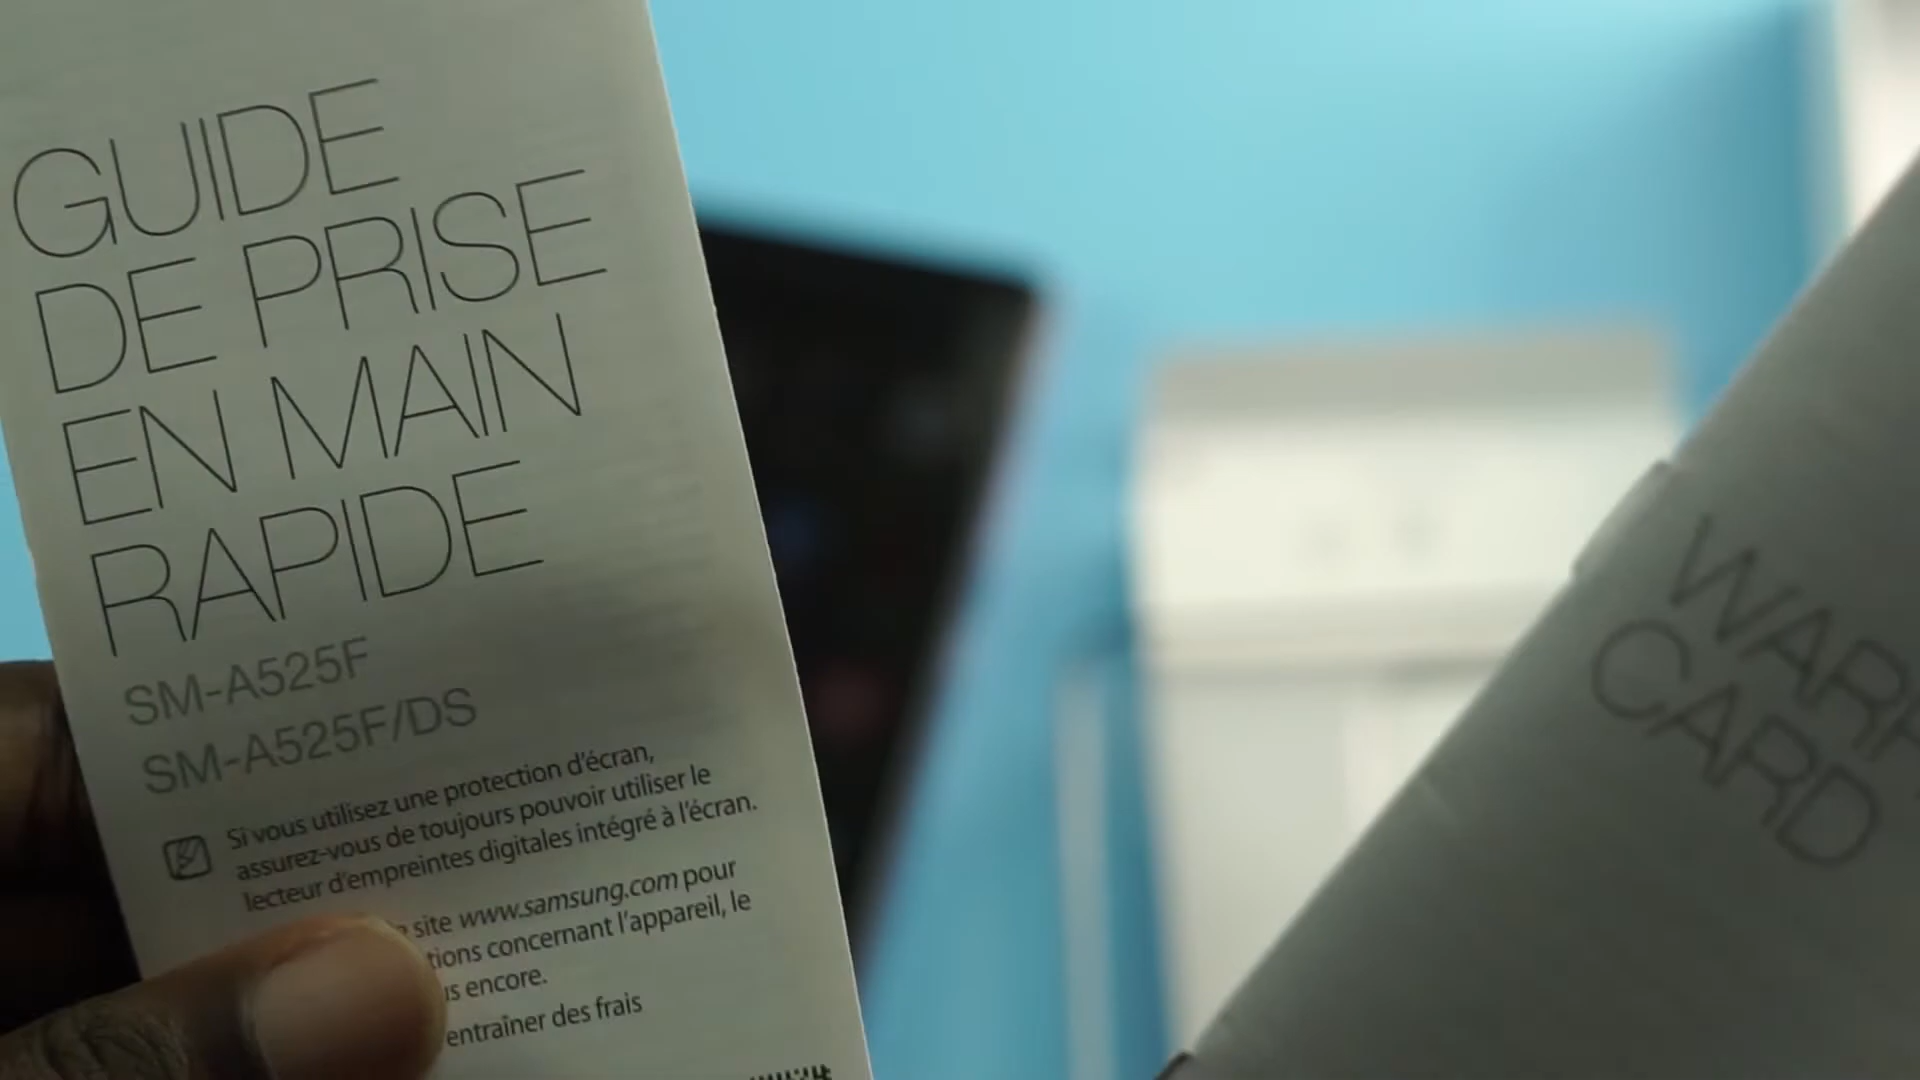 GUIDE
DE PRISE
EN MAIN
RAPIDE
SM-A525F
SM-A525F/DS
Si vous utilisez une protection d'écran,
assurez-vous de toujours pouvoir utiliser le
lecteur d'empreintes digitales intégré à l'écran.
site www.samsung.com pour
concernant l'appareil, le
encore.
entraîner des frais
CARD